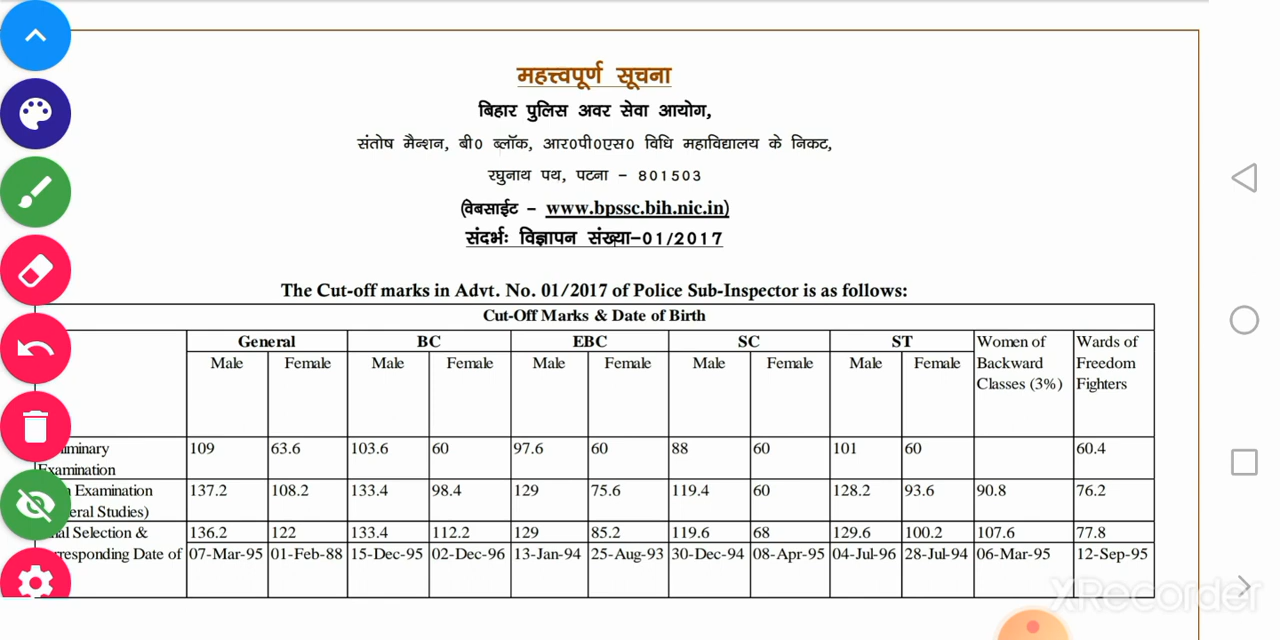 महत्त्वपूर्ण सूचना
बिहार पुलिस अवर सेवा आयोग,
संतोष मैन्शन, बी० ब्लॉक, आर०पी०एस० विधि महाविद्यालय के निकट,
रघुनाथ पथ, पटना – 801503
(वेबसाईट – www.bpssc.bih.nic.in)
संदर्भः विज्ञापन संख्या–01/2017
The Cut-off marks in Advt. No. 01/2017 of Police Sub-Inspector is as follows:
Cut-Off Marks & Date of Birth
General BC EBC SC ST Women of Backward Classes (3%) Wards of Freedom Fighters
Male Female Male Female Male Female Male Female Male Female
109 63.6 103.6 60 97.6 60 88 60 101 60 60.4
Examination
Examination 137.2 108.2 133.4 98.4 129 75.6 119.4 60 128.2 93.6 90.8 76.2
Studies)
Selection & 136.2 122 133.4 112.2 129 85.2 119.6 68 129.6 100.2 107.6 77.8
Date of 07-Mar-95 01-Feb-88 15-Dec-95 02-Dec-96 13-Jan-94 25-Aug-93 30-Dec-94 08-Apr-95 04-Jul-96 28-Jul-94 06-Mar-95 12-Sep-95
XRecorder